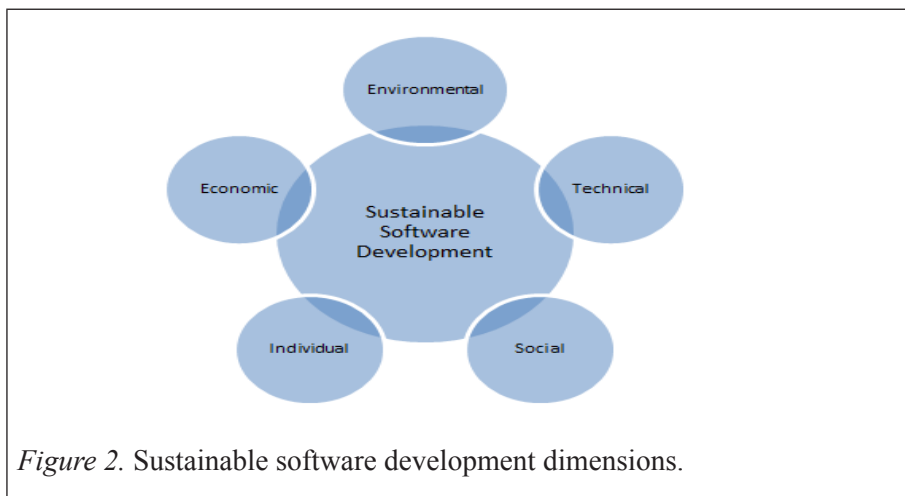 Environmental
Economic
Technical
Sustainable
Software
Development
Individual
Social
Figure 2. Sustainable software development dimensions.